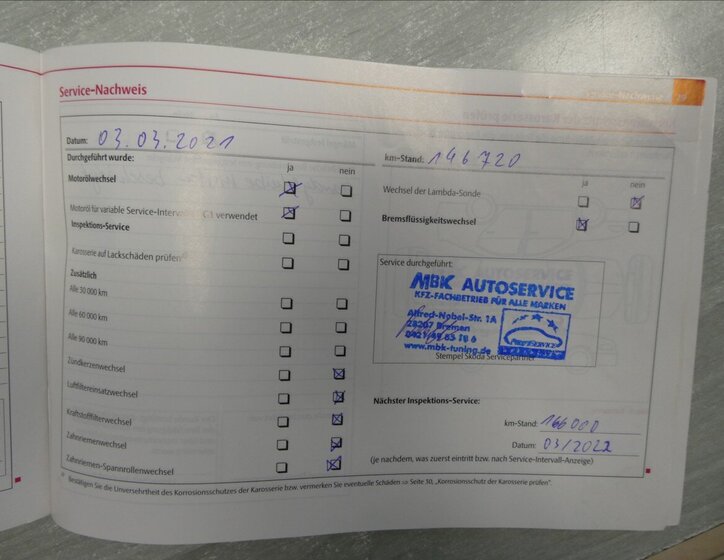 Service-Nachweis
Datum: 03.03.2021
Durchgeführt wurde:
ja nein
Motorölwechsel
Motoröl für variable Service-Intervalle verwendet
Inspektions-Service
Karosserie auf Lackschäden prüfen
Zusätzlich
Alle 30 000 km
Alle 60 000 km
Alle 90 000 km
Zündkerzenwechsel
Luftfiltereinsatzwechsel
Kraftstofffilterwechsel
Zahnriemenwechsel
Zahnriemen-Spannrollenwechsel
km-Stand: 146720
ja nein
Wechsel der Lambda-Sonde
Bremsflüssigkeitswechsel
Service durchgeführt:
MBK AUTOSERVICE
KFZ-FACHBETRIEB FÜR ALLE MARKEN
Alfred-Nobel-Str. 1A
28207 Bremen
www.mbk-tuning.de
Stempel Skoda Servicepartner
Nächster Inspektions-Service:
km-Stand: 166000
Datum: 03/2022
(je nachdem, was zuerst eintritt bzw. nach Service-Intervall-Anzeige)
Bestätigen Sie die Unversehrtheit des Korrosionsschutzes der Karosserie bzw. vermerken Sie eventuelle Schäden ⇒ Seite 30, „Korrosionsschutz der Karosserie prüfen".